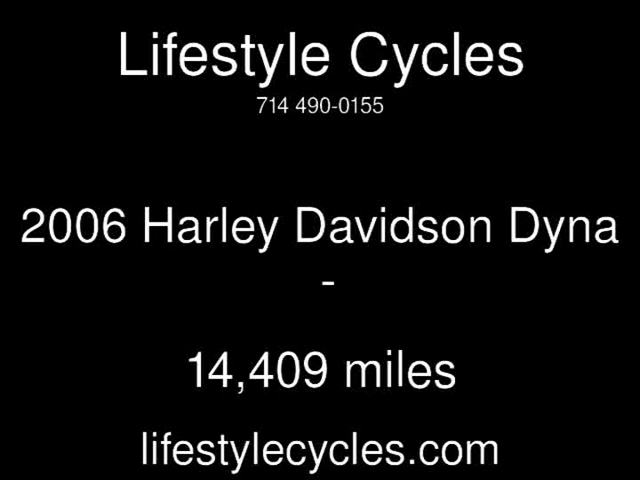 Lifestyle Cycles
714 490-0155
2006 Harley Davidson Dyna
-
14,409 miles
lifestylecycles.com